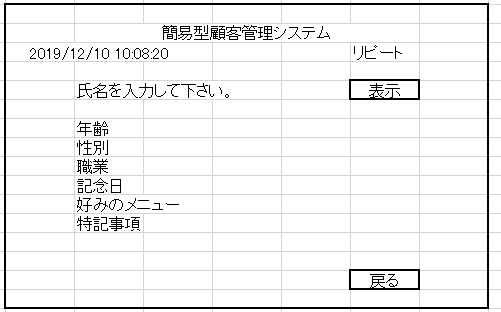 簡易型顧客管理システム
2019/12/10 10:08:20 リピート
氏名を入力して下さい。 表示
年齢
性別
職業
記念日
好みのメニュー
特記事項
戻る